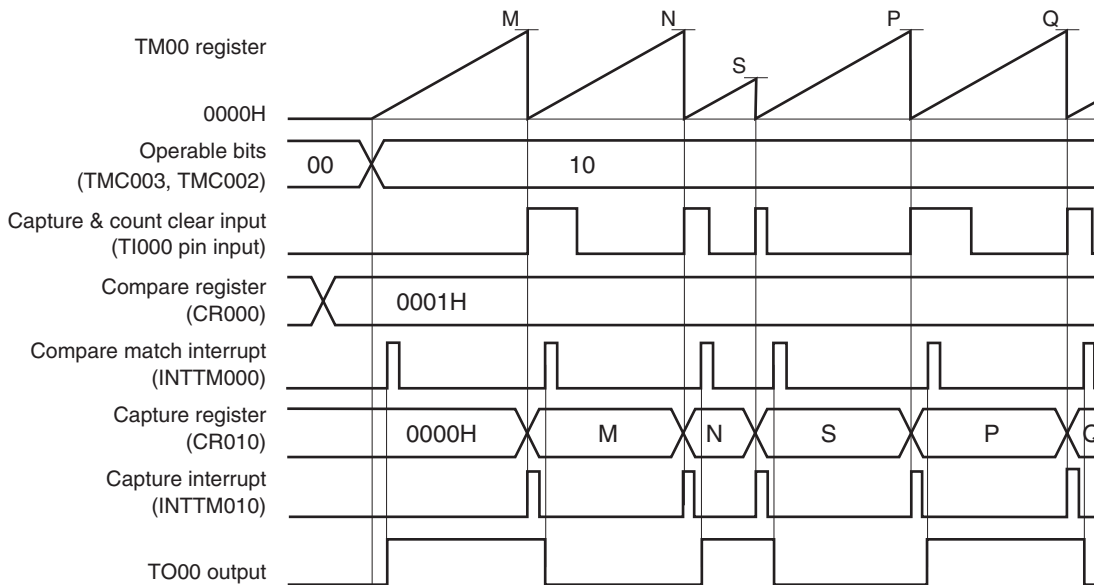 M N P Q
TM00 register
S
0000H
Operable bits
(TMC003, TMC002)
00 10
Capture & count clear input
(TI000 pin input)
Compare register
(CR000)
0001H
Compare match interrupt
(INTTM000)
Capture register
(CR010)
0000H M N S P Q
Capture interrupt
(INTTM010)
TO00 output